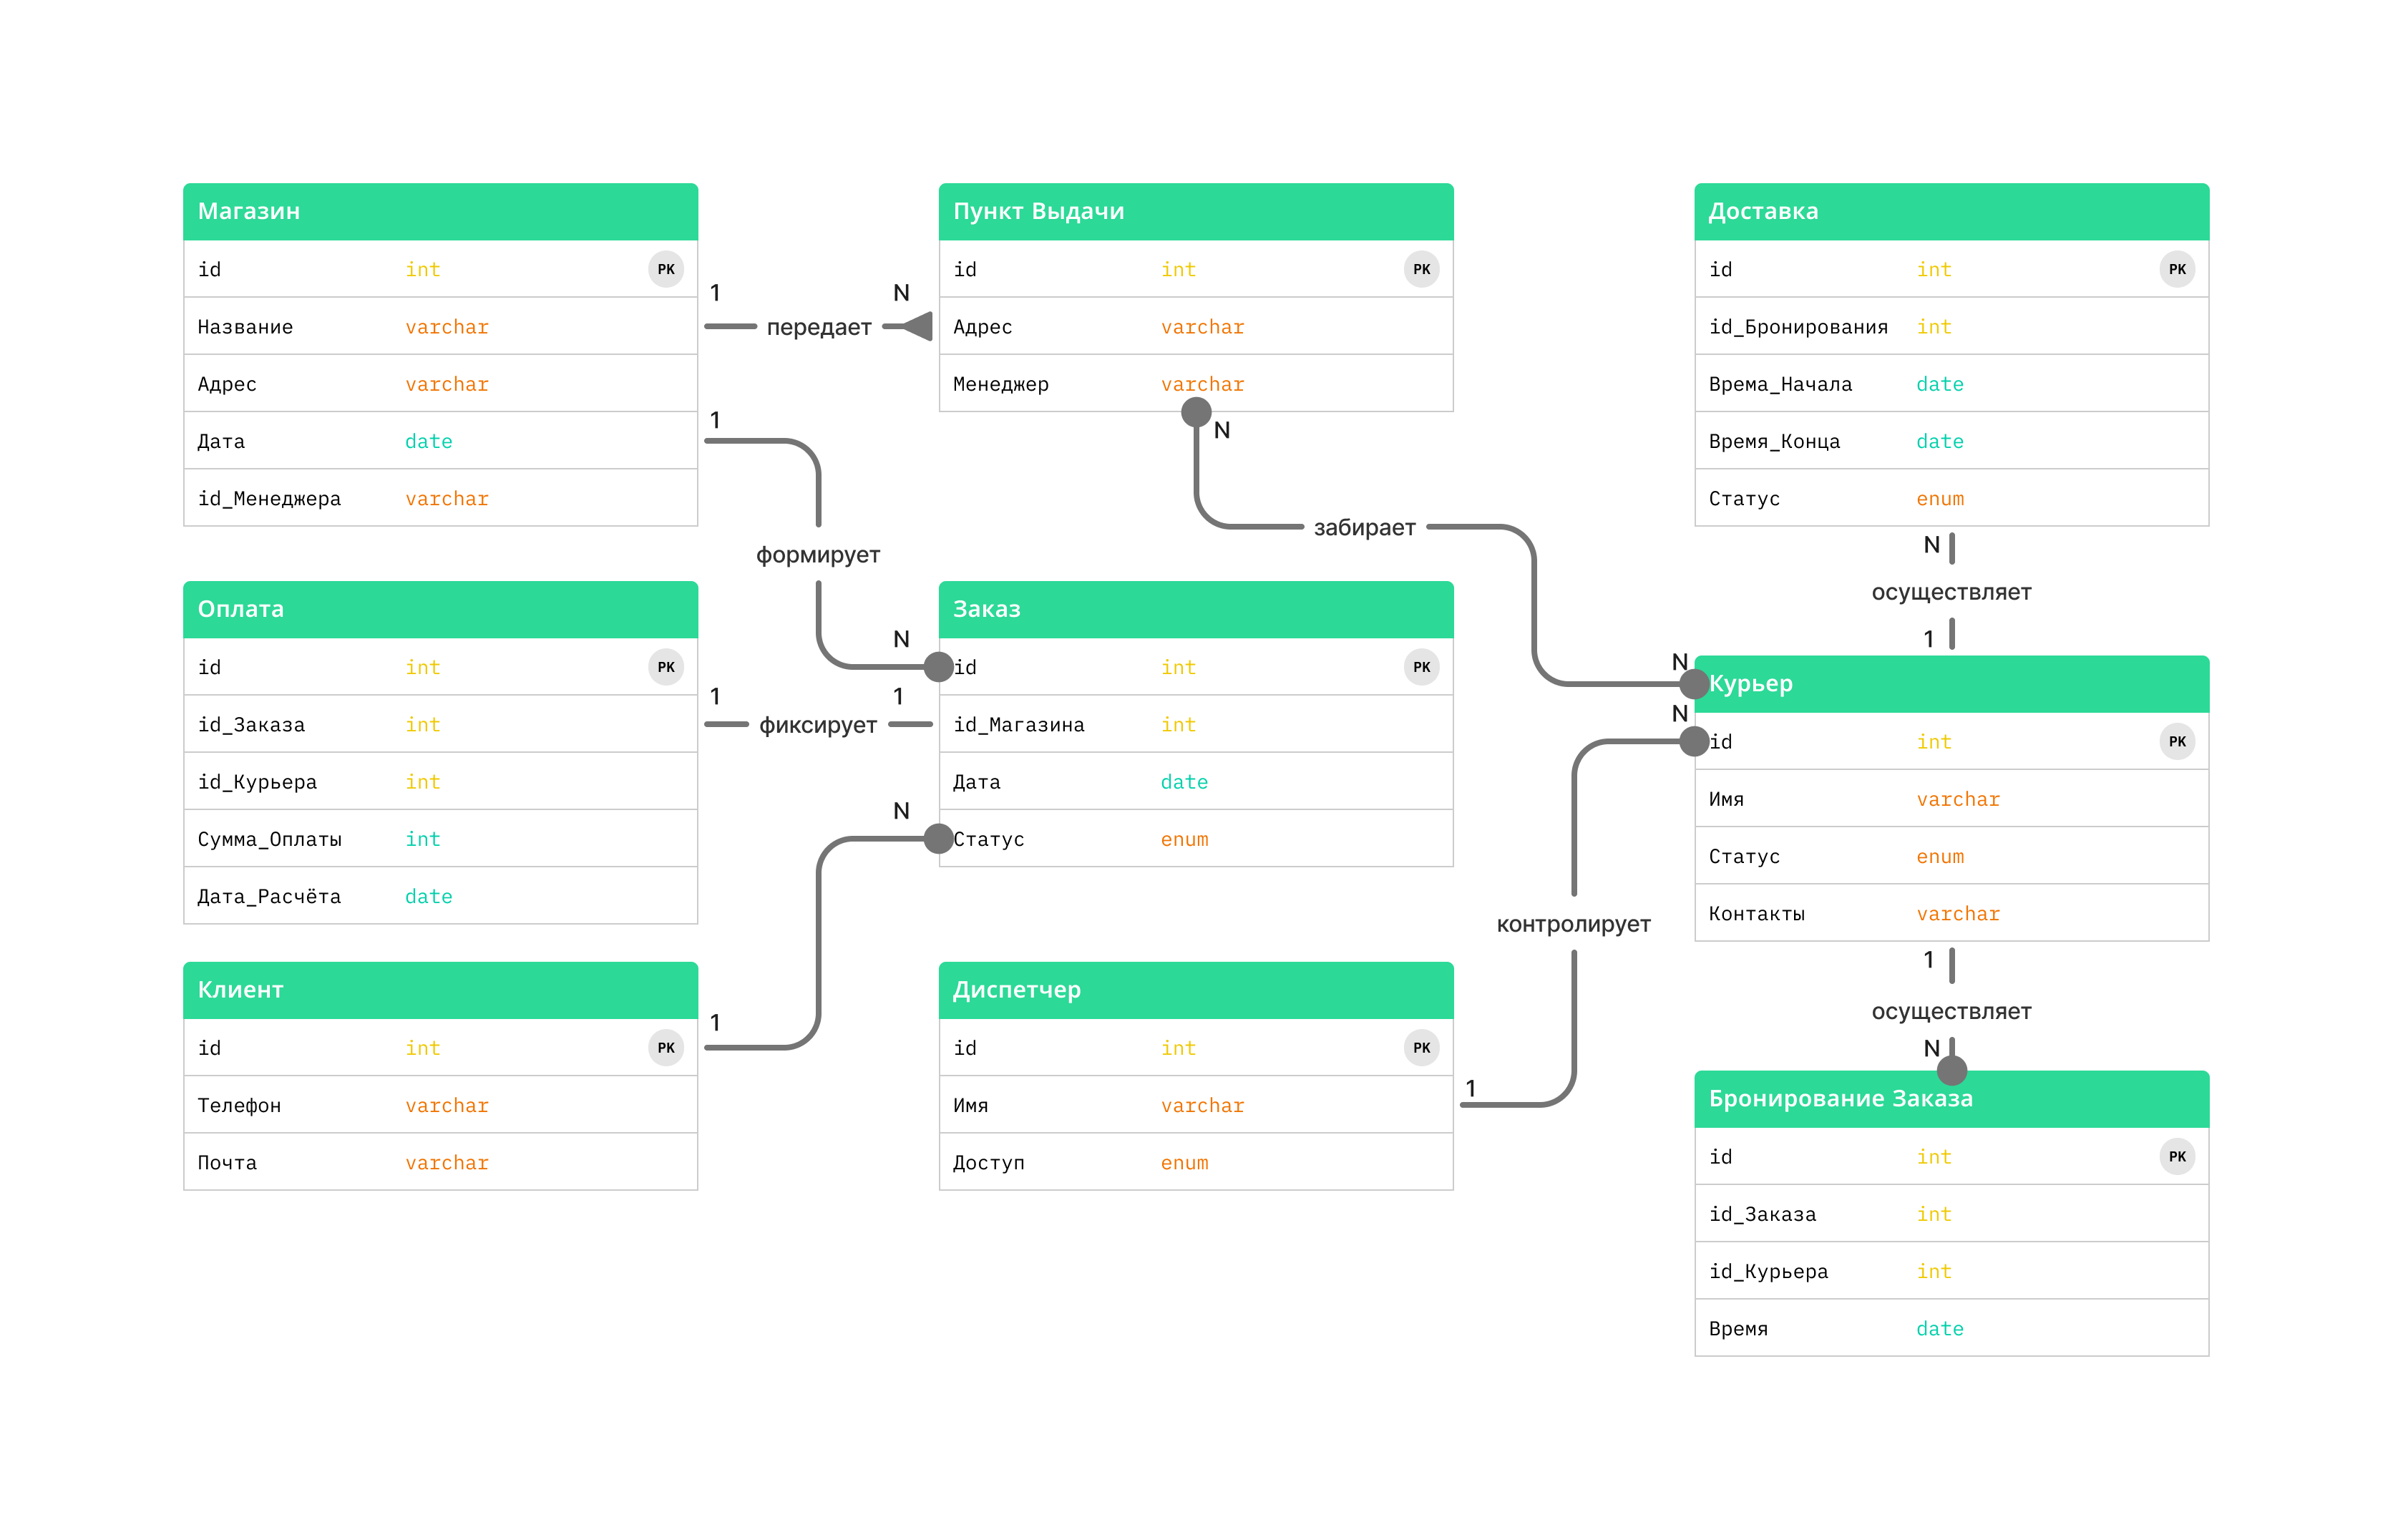 Магазин
id int PK
Название varchar
Адрес varchar
Дата date
id_Менеджера varchar
1 передает N
Пункт Выдачи
id int PK
Адрес varchar
Менеджер varchar
Доставка
id int PK
id_Бронирования int
Врема_Начала date
Время_Конца date
Статус enum
1
формирует
N
N
забирает
N
N
осуществляет
1
Оплата
id int PK
id_Заказа int
id_Курьера int
Сумма_Оплаты int
Дата_Расчёта date
1 фиксирует 1
Заказ
id int PK
id_Магазина int
Дата date
Статус enum
N
1
Курьер
id int PK
Имя varchar
Статус enum
Контакты varchar
N
контролирует
1
Клиент
id int PK
Телефон varchar
Почта varchar
Диспетчер
id int PK
Имя varchar
Доступ enum
1
осуществляет
N
Бронирование Заказа
id int PK
id_Заказа int
id_Курьера int
Время date